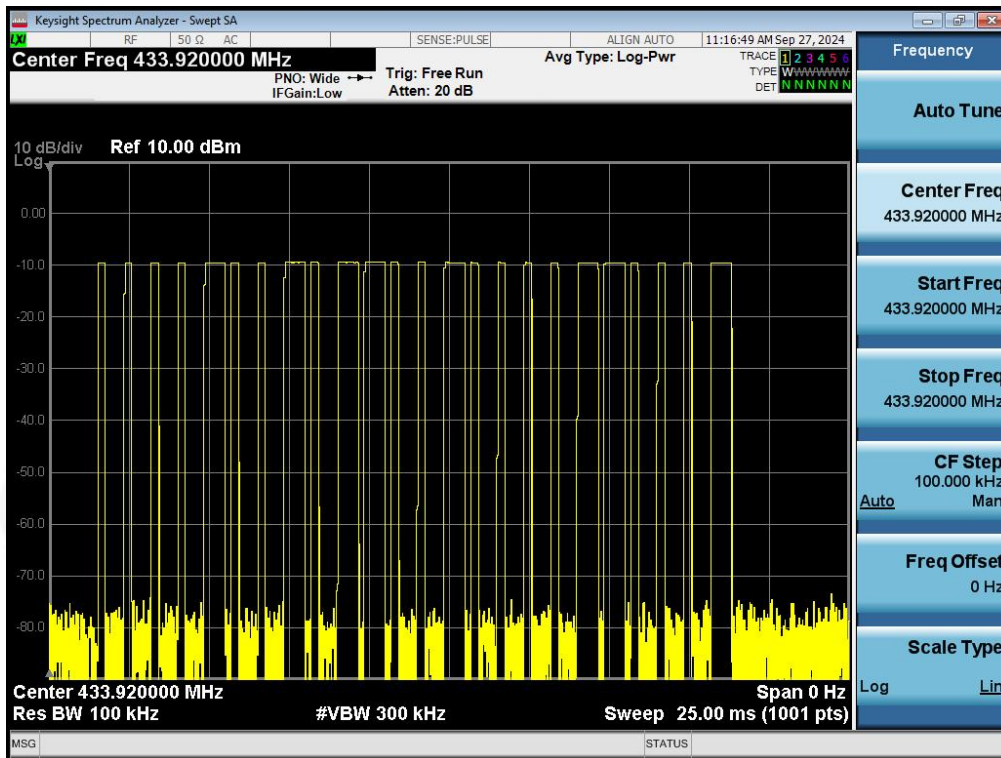 Keysight Spectrum Analyzer - Swept SA
LXI RF 50 Ω AC SENSE:PULSE ALIGN AUTO 11:16:49 AM Sep 27, 2024
Center Freq 433.920000 MHz
PNO: Wide
IFGain:Low
Trig: Free Run
Atten: 20 dB
Avg Type: Log-Pwr
TRACE 1 2 3 4 5 6
TYPE WWWWWW
DET N N N N N N
10 dB/div
Log
Ref 10.00 dBm
0.00
-10.0
-20.0
-30.0
-40.0
-50.0
-60.0
-70.0
-80.0
Center 433.920000 MHz
Span 0 Hz
Res BW 100 kHz
#VBW 300 kHz
Sweep 25.00 ms (1001 pts)
MSG
STATUS
Frequency
Auto Tune
Center Freq
433.920000 MHz
Start Freq
433.920000 MHz
Stop Freq
433.920000 MHz
CF Step
100.000 kHz
Auto Man
Freq Offset
0 Hz
Scale Type
Log Lin